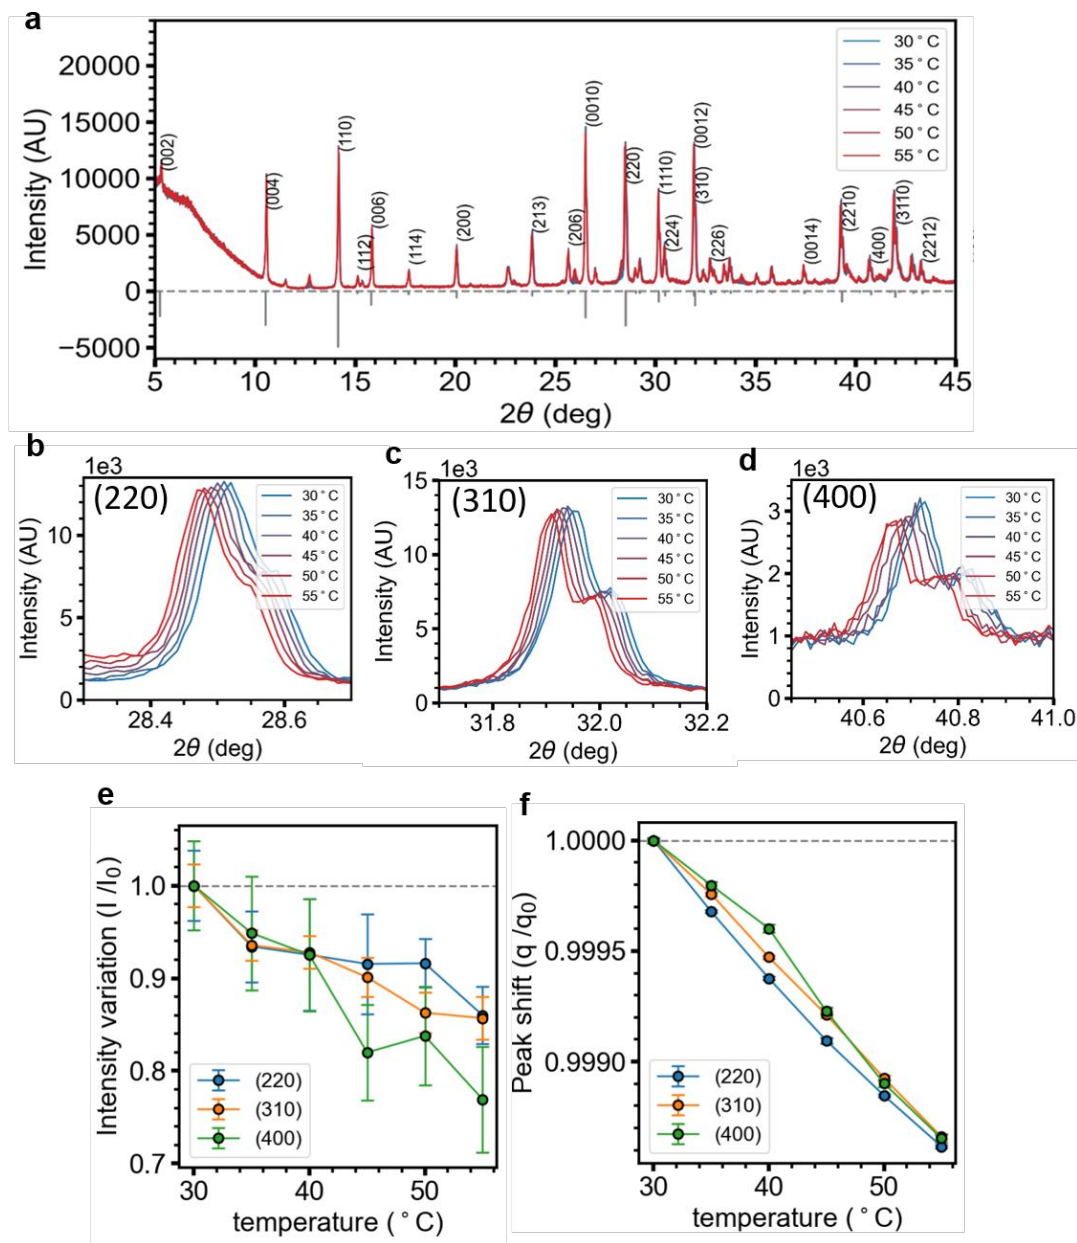 a
Intensity (AU)
20000
15000
10000
5000
0
−5000
(002)
(004)
(110)
(112)
(006)
(114)
(200)
(213)
(206)
(0010)
(220)
(1110)
(224)
(0012)
(310)
(226)
(0014)
(2210)
(400)
(3110)
(2212)
30°C
35°C
40°C
45°C
50°C
55°C
5 10 15 20 25 30 35 40 45
2θ (deg)
b
1e3
(220)
30°C
35°C
40°C
45°C
50°C
55°C
Intensity (AU)
10
5
0
28.4 28.6
2θ (deg)
c
1e3
(310)
30°C
35°C
40°C
45°C
50°C
55°C
Intensity (AU)
15
10
5
0
31.8 32.0 32.2
2θ (deg)
d
1e3
(400)
30°C
35°C
40°C
45°C
50°C
55°C
Intensity (AU)
3
2
1
0
40.6 40.8 41.0
2θ (deg)
e
Intensity variation (I /I₀)
1.0
0.9
0.8
0.7
(220)
(310)
(400)
30 40 50
temperature (°C)
f
Peak shift (q /q₀)
1.0000
0.9995
0.9990
(220)
(310)
(400)
30 40 50
temperature (°C)